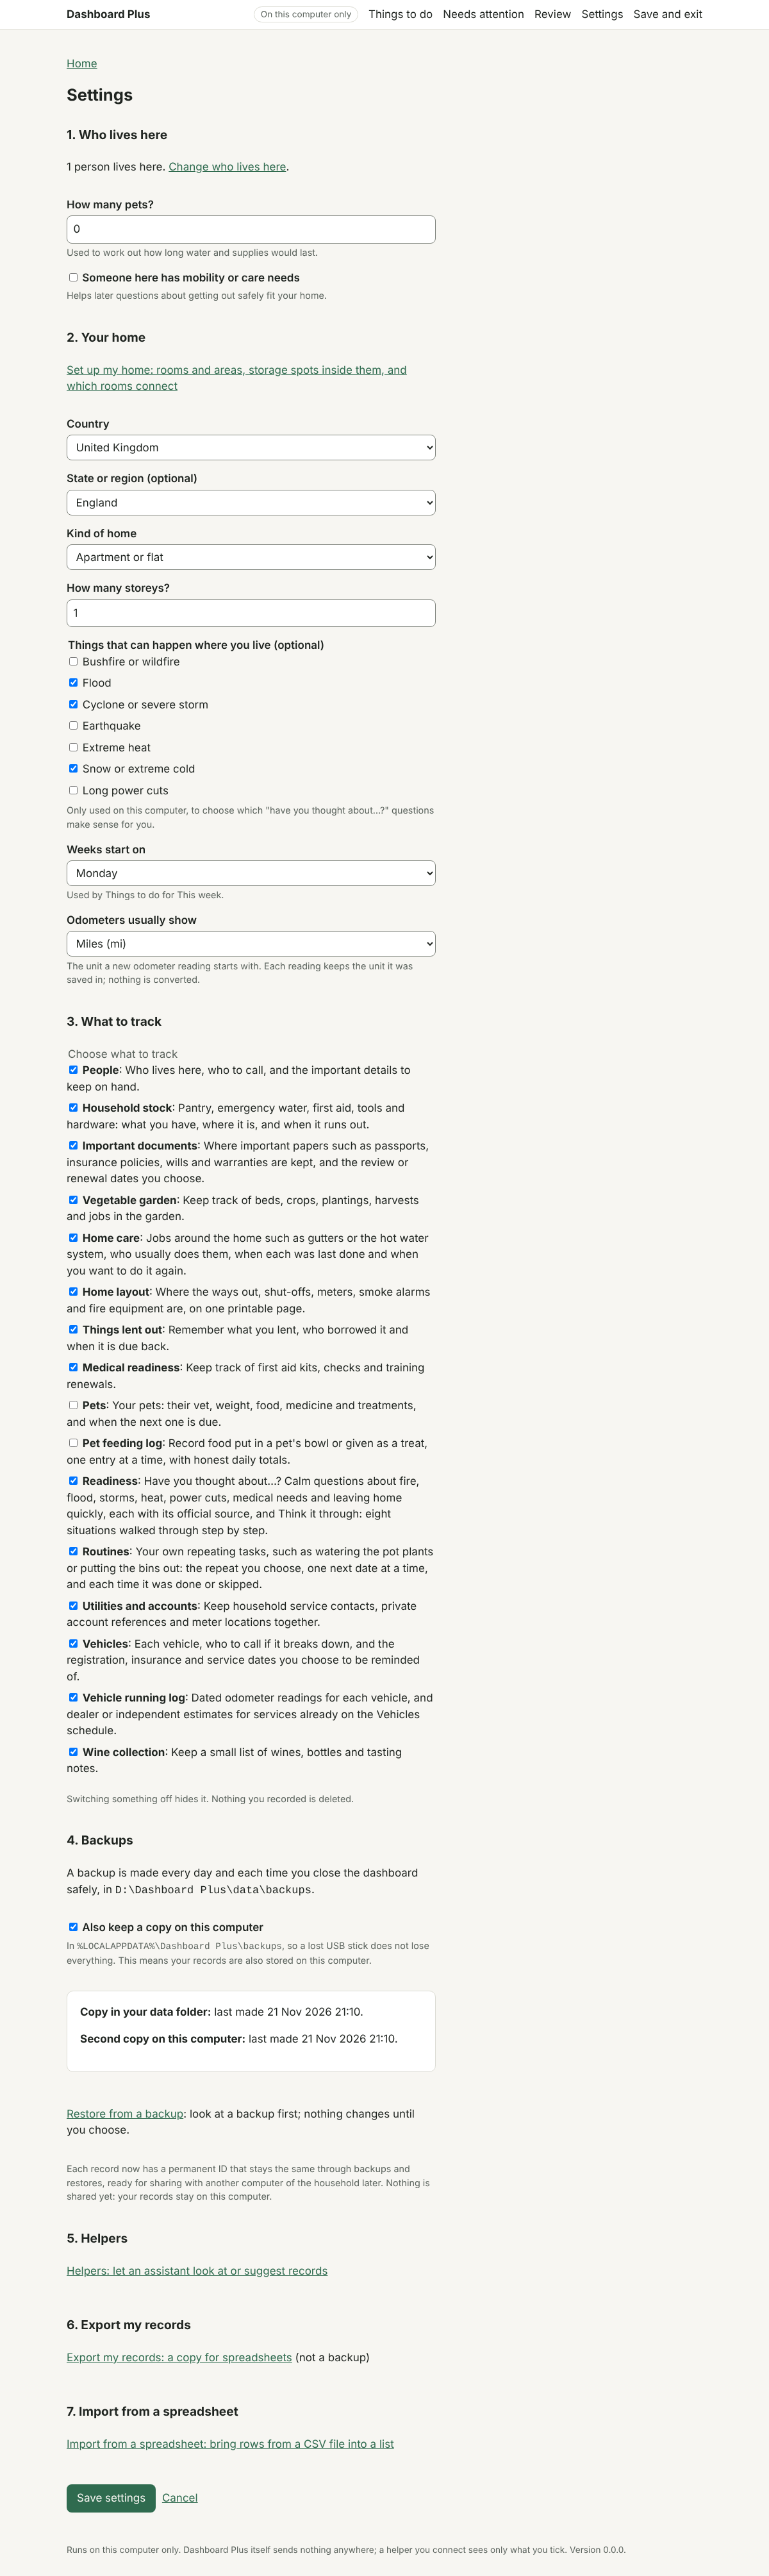 Dashboard Plus
On this computer only
Things to do
Needs attention
Review
Settings
Save and exit
Home
Settings
1. Who lives here
1 person lives here. Change who lives here.
How many pets?
0
Used to work out how long water and supplies would last.
Someone here has mobility or care needs
Helps later questions about getting out safely fit your home.
2. Your home
Set up my home: rooms and areas, storage spots inside them, and
which rooms connect
Country
United Kingdom
State or region (optional)
England
Kind of home
Apartment or flat
How many storeys?
1
Things that can happen where you live (optional)
Bushfire or wildfire
Flood
Cyclone or severe storm
Earthquake
Extreme heat
Snow or extreme cold
Long power cuts
Only used on this computer, to choose which "have you thought about...?" questions
make sense for you.
Weeks start on
Monday
Used by Things to do for This week.
Odometers usually show
Miles (mi)
The unit a new odometer reading starts with. Each reading keeps the unit it was
saved in; nothing is converted.
3. What to track
Choose what to track
People: Who lives here, who to call, and the important details to
keep on hand.
Household stock: Pantry, emergency water, first aid, tools and
hardware: what you have, where it is, and when it runs out.
Important documents: Where important papers such as passports,
insurance policies, wills and warranties are kept, and the review or
renewal dates you choose.
Vegetable garden: Keep track of beds, crops, plantings, harvests
and jobs in the garden.
Home care: Jobs around the home such as gutters or the hot water
system, who usually does them, when each was last done and when
you want to do it again.
Home layout: Where the ways out, shut-offs, meters, smoke alarms
and fire equipment are, on one printable page.
Things lent out: Remember what you lent, who borrowed it and
when it is due back.
Medical readiness: Keep track of first aid kits, checks and training
renewals.
Pets: Your pets: their vet, weight, food, medicine and treatments,
and when the next one is due.
Pet feeding log: Record food put in a pet's bowl or given as a treat,
one entry at a time, with honest daily totals.
Readiness: Have you thought about...? Calm questions about fire,
flood, storms, heat, power cuts, medical needs and leaving home
quickly, each with its official source, and Think it through: eight
situations walked through step by step.
Routines: Your own repeating tasks, such as watering the pot plants
or putting the bins out: the repeat you choose, one next date at a time,
and each time it was done or skipped.
Utilities and accounts: Keep household service contacts, private
account references and meter locations together.
Vehicles: Each vehicle, who to call if it breaks down, and the
registration, insurance and service dates you choose to be reminded
of.
Vehicle running log: Dated odometer readings for each vehicle, and
dealer or independent estimates for services already on the Vehicles
schedule.
Wine collection: Keep a small list of wines, bottles and tasting
notes.
Switching something off hides it. Nothing you recorded is deleted.
4. Backups
A backup is made every day and each time you close the dashboard
safely, in D:\Dashboard Plus\data\backups.
Also keep a copy on this computer
In %LOCALAPPDATA%\Dashboard Plus\backups, so a lost USB stick does not lose
everything. This means your records are also stored on this computer.
Copy in your data folder: last made 21 Nov 2026 21:10.
Second copy on this computer: last made 21 Nov 2026 21:10.
Restore from a backup: look at a backup first; nothing changes until
you choose.
Each record now has a permanent ID that stays the same through backups and
restores, ready for sharing with another computer of the household later. Nothing is
shared yet: your records stay on this computer.
5. Helpers
Helpers: let an assistant look at or suggest records
6. Export my records
Export my records: a copy for spreadsheets (not a backup)
7. Import from a spreadsheet
Import from a spreadsheet: bring rows from a CSV file into a list
Save settings
Cancel
Runs on this computer only. Dashboard Plus itself sends nothing anywhere; a helper you connect sees only what you tick. Version 0.0.0.